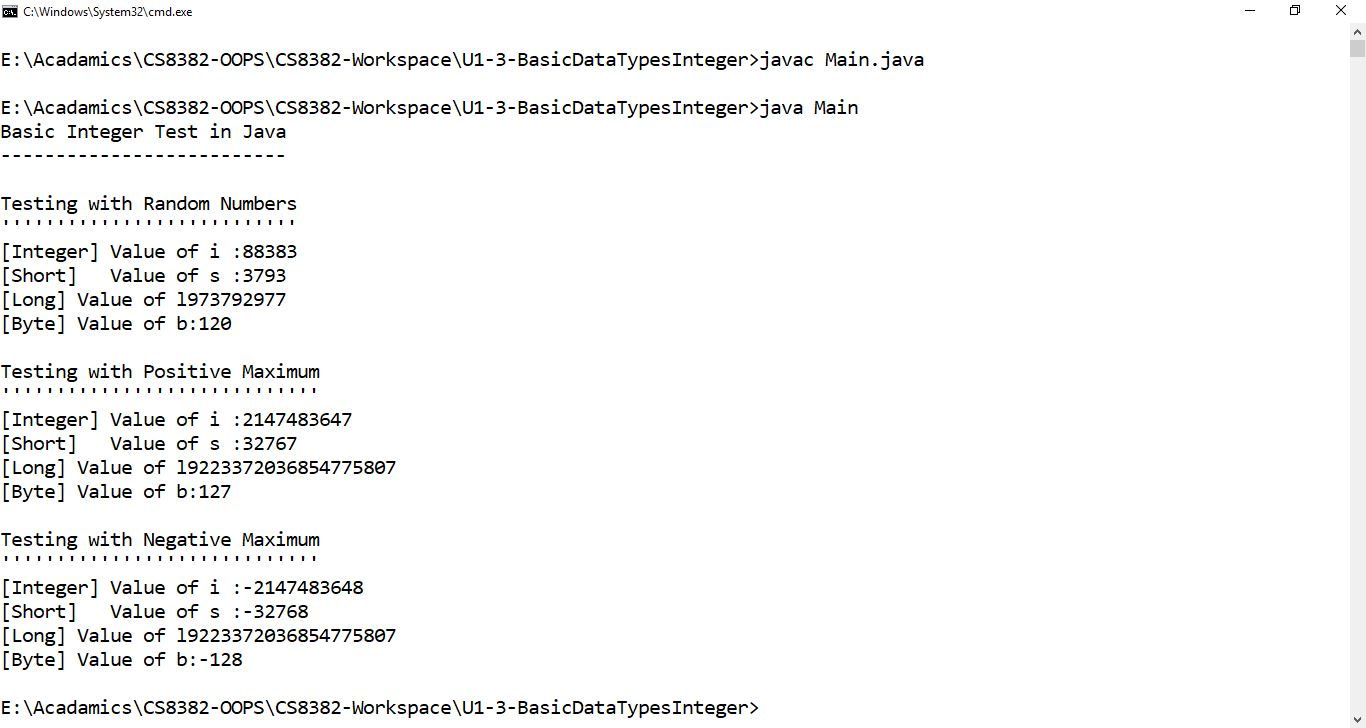 C:\Windows\System32\cmd.exe
E:\Acadamics\CS8382-OOPS\CS8382-Workspace\U1-3-BasicDataTypesInteger>javac Main.java
E:\Acadamics\CS8382-OOPS\CS8382-Workspace\U1-3-BasicDataTypesInteger>java Main
Basic Integer Test in Java
--------------------------
Testing with Random Numbers
'''''''''''''''''''''''''''
[Integer] Value of i :88383
[Short]   Value of s :3793
[Long] Value of l973792977
[Byte] Value of b:120
Testing with Positive Maximum
'''''''''''''''''''''''''''''
[Integer] Value of i :2147483647
[Short]   Value of s :32767
[Long] Value of l9223372036854775807
[Byte] Value of b:127
Testing with Negative Maximum
'''''''''''''''''''''''''''''
[Integer] Value of i :-2147483648
[Short]   Value of s :-32768
[Long] Value of l9223372036854775807
[Byte] Value of b:-128
E:\Acadamics\CS8382-OOPS\CS8382-Workspace\U1-3-BasicDataTypesInteger>